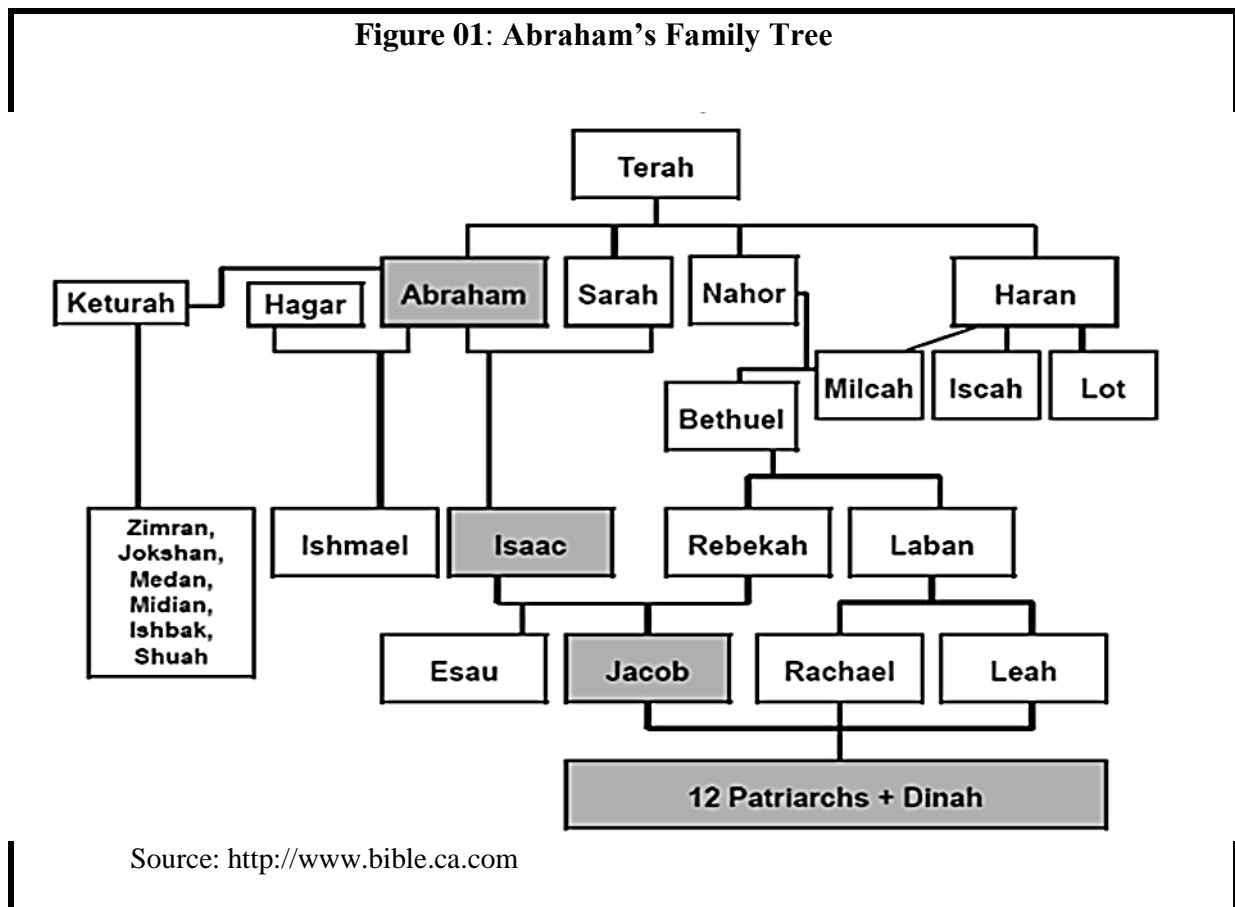 Figure 01: Abraham's Family Tree
Terah
Keturah
Hagar
Abraham
Sarah
Nahor
Haran
Milcah
Iscah
Lot
Bethuel
Zimran,
Jokshan,
Medan,
Midian,
Ishbak,
Shuah
Ishmael
Isaac
Rebekah
Laban
Esau
Jacob
Rachael
Leah
12 Patriarchs + Dinah
Source: http://www.bible.ca.com